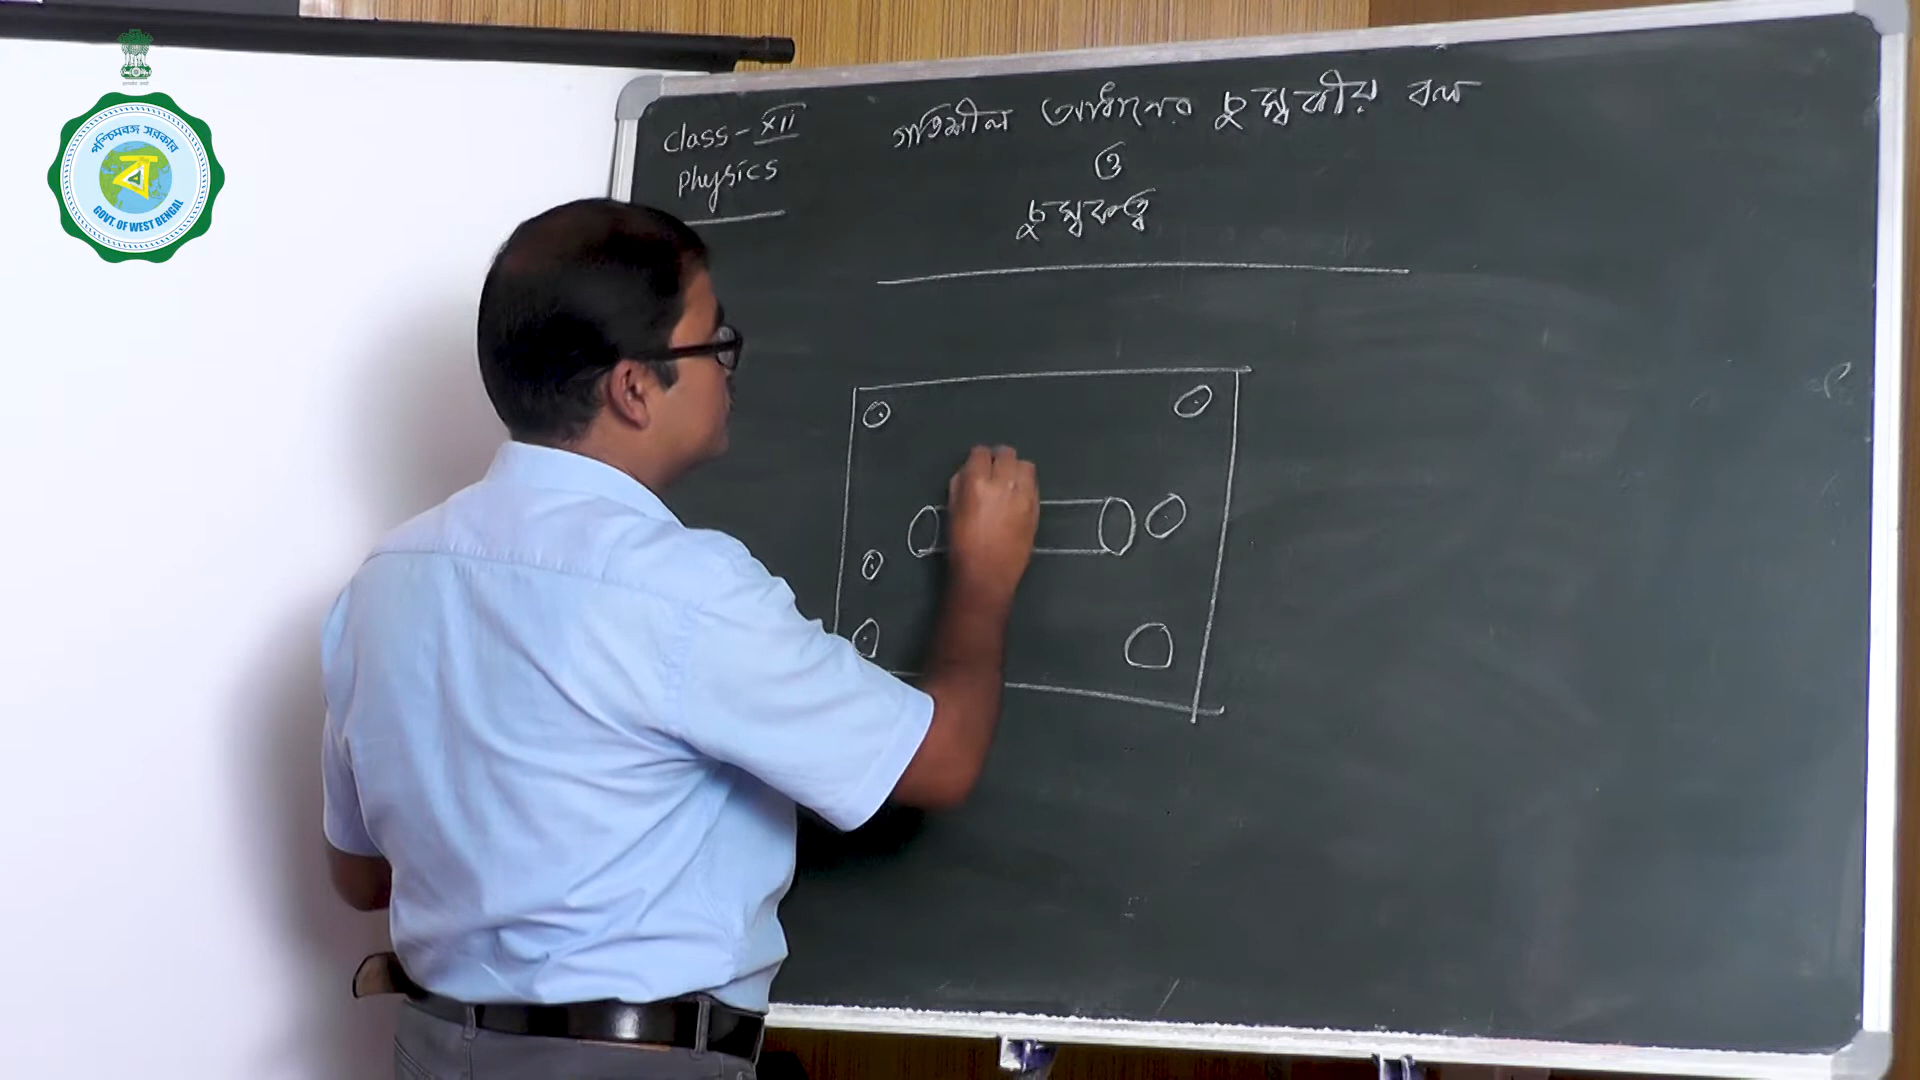 পশ্চিমবঙ্গ সরকার
ব
GOVT. OF WEST BENGAL
Class - XII
Physics
গতিশীল আধানের চুম্বকীয় বল
ও
চুম্বকত্ব